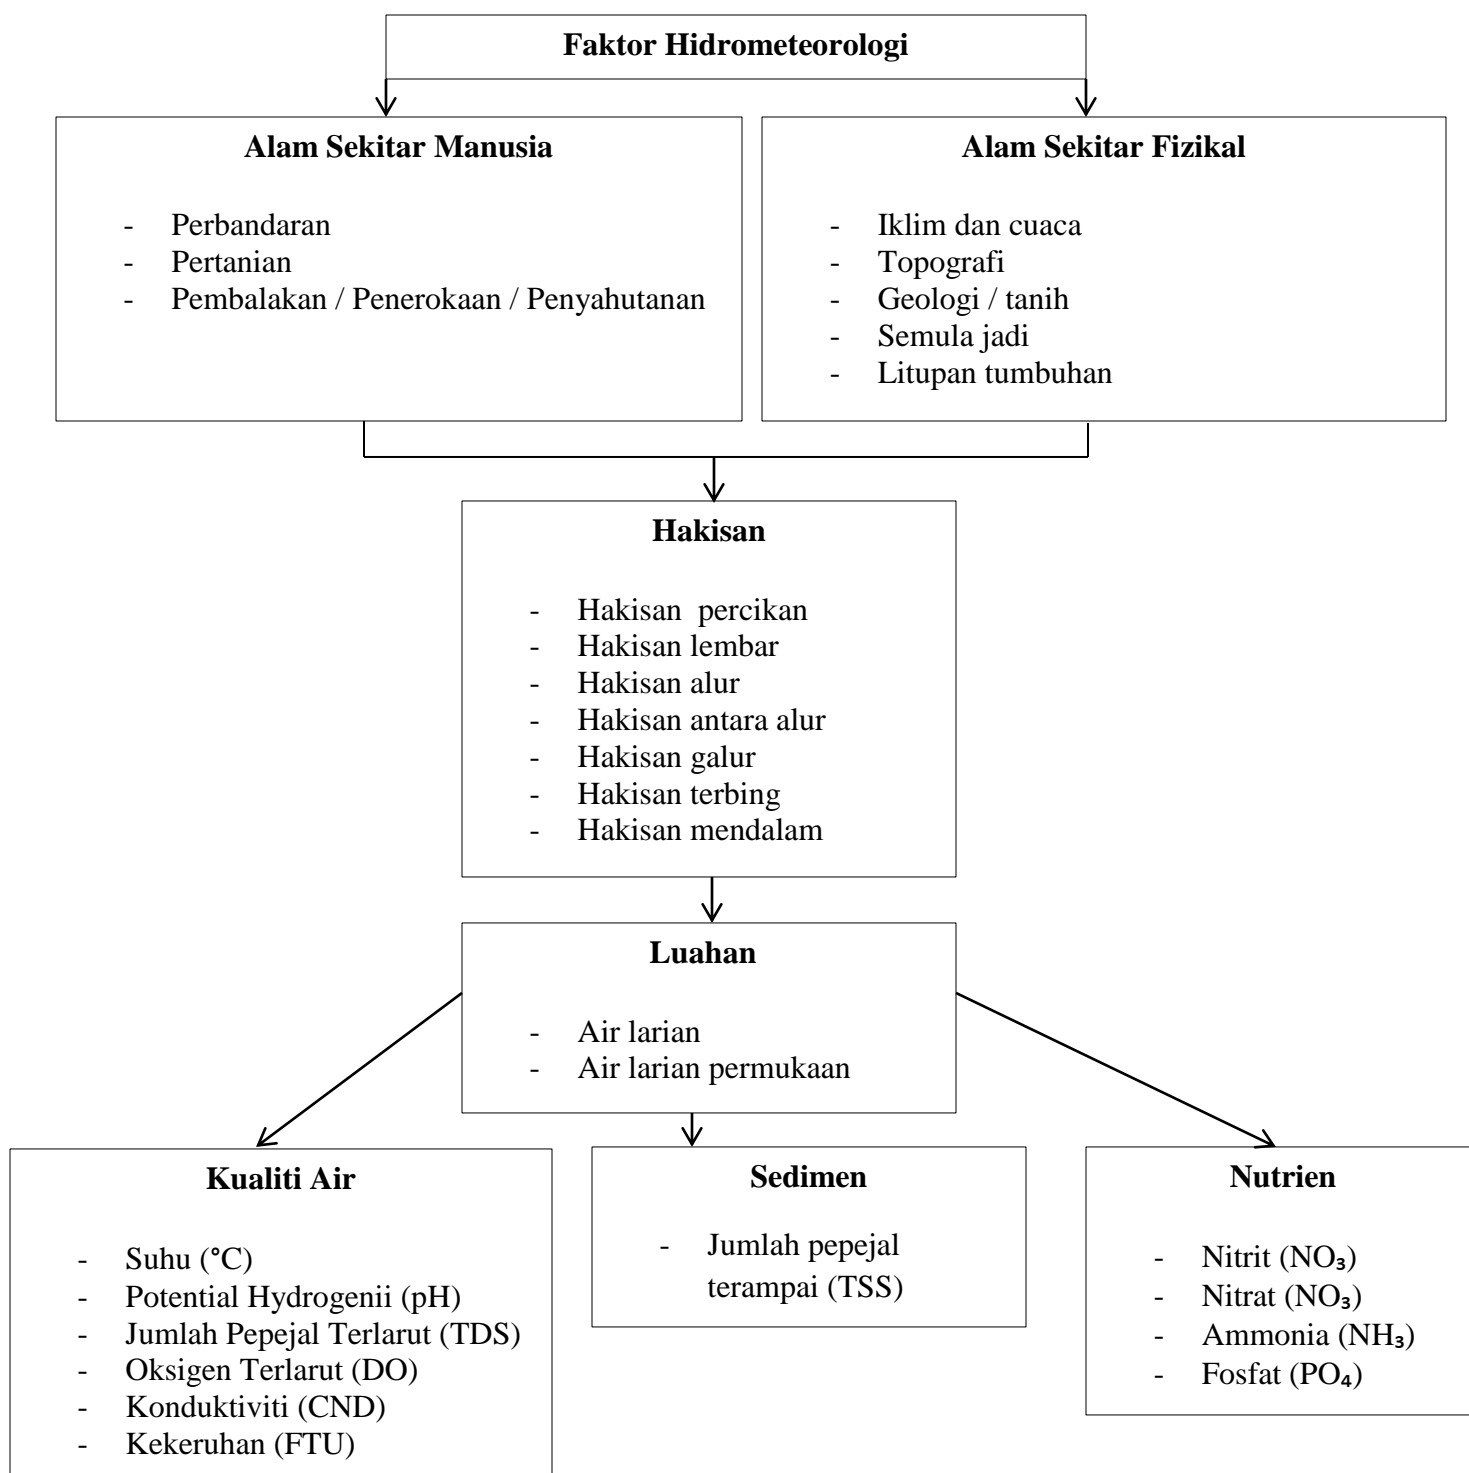 Faktor Hidrometeorologi
Alam Sekitar Manusia
- Perbandaran
- Pertanian
- Pembalakan / Penerokaan / Penyahutanan
Alam Sekitar Fizikal
- Iklim dan cuaca
- Topografi
- Geologi / tanih
- Semula jadi
- Litupan tumbuhan
Hakisan
- Hakisan percikan
- Hakisan lembar
- Hakisan alur
- Hakisan antara alur
- Hakisan galur
- Hakisan terbing
- Hakisan mendalam
Luahan
- Air larian
- Air larian permukaan
Kualiti Air
- Suhu (°C)
- Potential Hydrogenii (pH)
- Jumlah Pepejal Terlarut (TDS)
- Oksigen Terlarut (DO)
- Konduktiviti (CND)
- Kekeruhan (FTU)
Sedimen
- Jumlah pepejal
terampai (TSS)
Nutrien
- Nitrit (NO₃)
- Nitrat (NO₃)
- Ammonia (NH₃)
- Fosfat (PO₄)